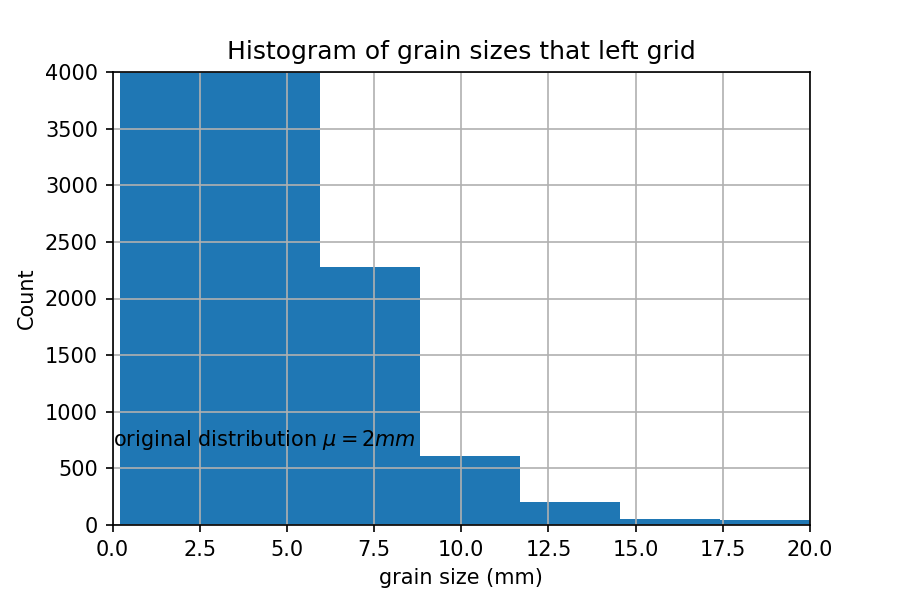 Histogram of grain sizes that left grid
4000
3500
3000
2500
2000
1500
1000
500
0
Count
original distribution μ = 2mm
0.0 2.5 5.0 7.5 10.0 12.5 15.0 17.5 20.0
grain size (mm)